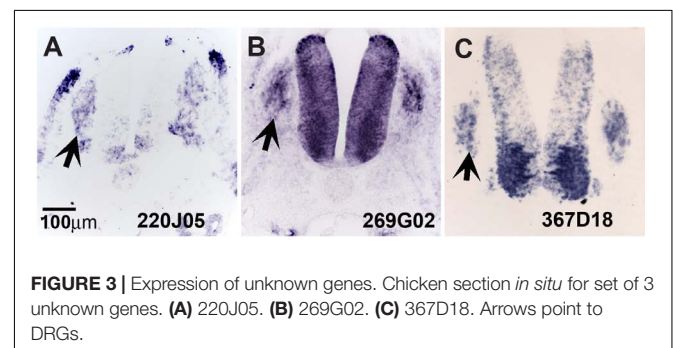 A
B
C
100μm
220J05
269G02
367D18
FIGURE 3 | Expression of unknown genes. Chicken section in situ for set of 3
unknown genes. (A) 220J05. (B) 269G02. (C) 367D18. Arrows point to
DRGs.